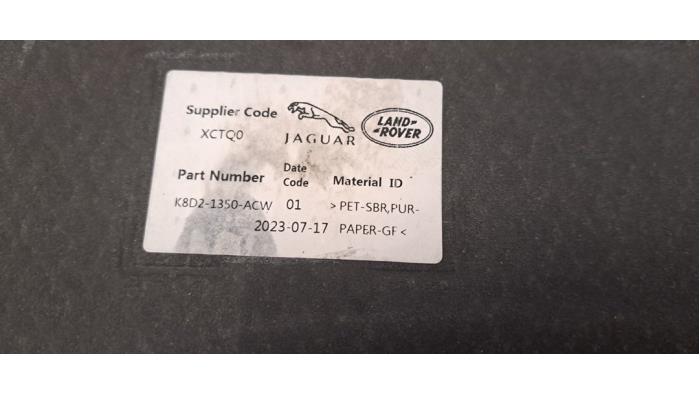 Supplier Code
XCTQ0
JAGUAR
LAND-
-ROVER
Part Number
Date
Code
Material ID
K8D2-1350-ACW 01 >PET-SBR,PUR-
2023-07-17 PAPER-GF<